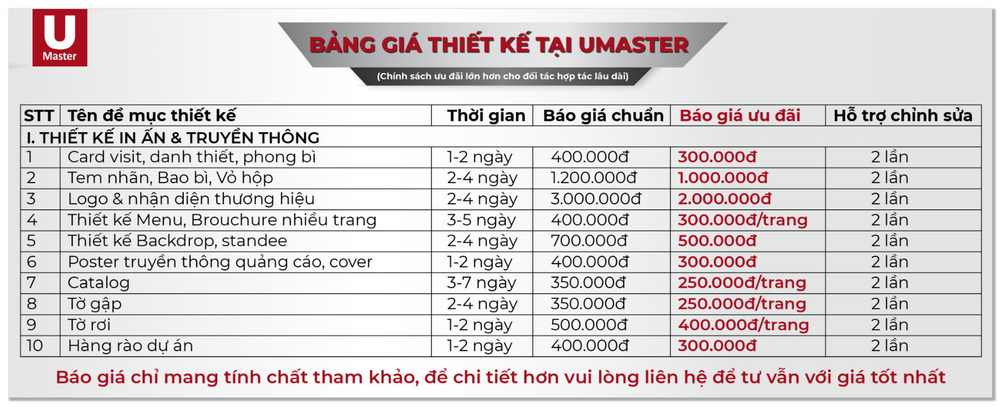 U
Master
BẢNG GIÁ THIẾT KẾ TẠI UMASTER
(Chính sách ưu đãi lớn hơn cho đối tác hợp tác lâu dài)
STT Tên đề mục thiết kế Thời gian Báo giá chuẩn Báo giá ưu đãi Hỗ trợ chỉnh sửa
I. THIẾT KẾ IN ẤN & TRUYỀN THÔNG
1 Card visit, danh thiết, phong bì 1-2 ngày 400.000đ 300.000đ 2 lần
2 Tem nhãn, Bao bì, Vỏ hộp 2-4 ngày 1.200.000đ 1.000.000đ 2 lần
3 Logo & nhận diện thương hiệu 2-4 ngày 3.000.000đ 2.000.000đ 2 lần
4 Thiết kế Menu, Brouchure nhiều trang 3-5 ngày 400.000đ 300.000đ/trang 2 lần
5 Thiết kế Backdrop, standee 2-4 ngày 700.000đ 500.000đ 2 lần
6 Poster truyền thông quảng cáo, cover 1-2 ngày 400.000đ 300.000đ 2 lần
7 Catalog 3-7 ngày 350.000đ 250.000đ/trang 2 lần
8 Tờ gập 2-4 ngày 350.000đ 250.000đ/trang 2 lần
9 Tờ rơi 1-2 ngày 500.000đ 400.000đ/trang 2 lần
10 Hàng rào dự án 1-2 ngày 400.000đ 300.000đ 2 lần
Báo giá chỉ mang tính chất tham khảo, để chi tiết hơn vui lòng liên hệ để tư vấn với giá tốt nhất